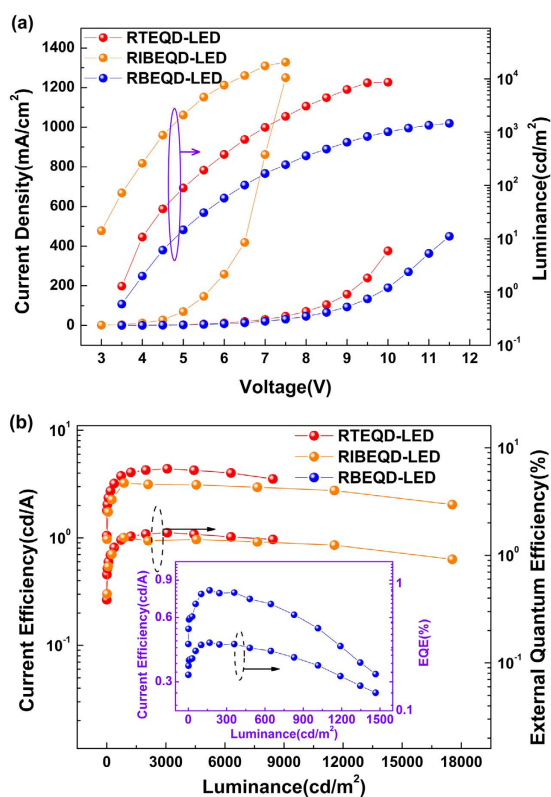 (a)
RTEQD-LED
RIBEQD-LED
RBEQD-LED
Current Density(mA/cm²)
1400
1200
1000
800
600
400
200
0
Luminance(cd/m²)
10⁴
10³
10²
10¹
10⁰
10⁻¹
3 4 5 6 7 8 9 10 11 12
Voltage(V)
(b)
RTEQD-LED
RIBEQD-LED
RBEQD-LED
Current Efficiency(cd/A)
10¹
10⁰
10⁻¹
External Quantum Efficiency(%)
10¹
10⁰
10⁻¹
10⁻²
Current Efficiency(cd/A)
0.9
0.6
0.3
EQE(%)
1
0.1
0 300 600 900 1200 1500
Luminance(cd/m²)
0 3000 6000 9000 12000 15000 18000
Luminance(cd/m²)